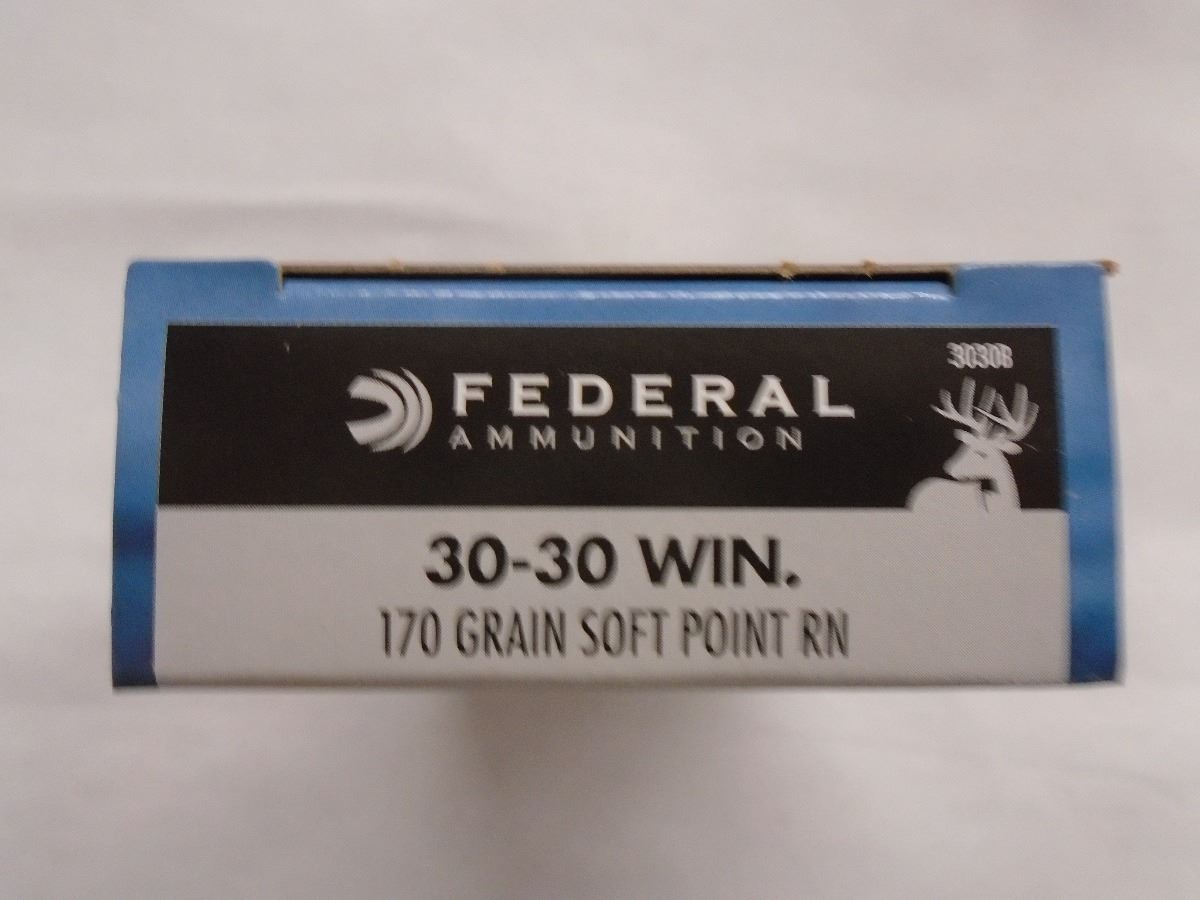 3030B
FEDERAL
AMMUNITION
30-30 WIN.
170 GRAIN SOFT POINT RN